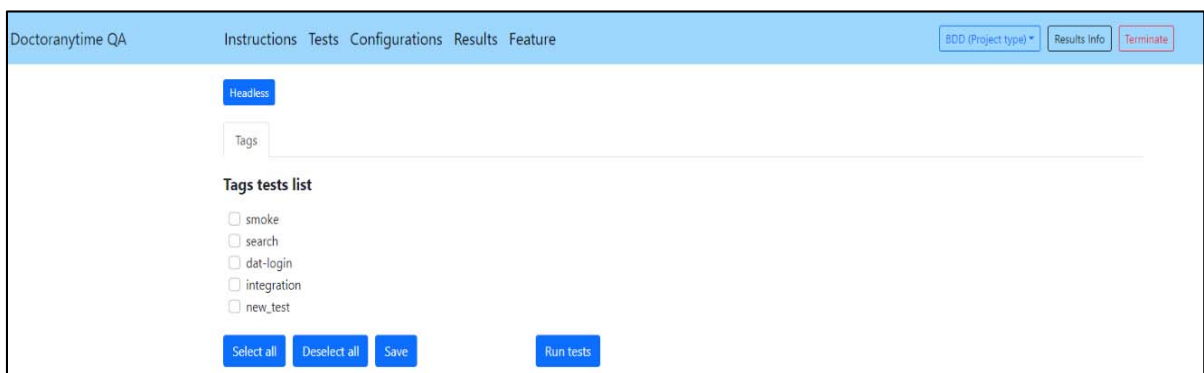 Doctoranytime QA Instructions Tests Configurations Results Feature BDD (Project type) Results Info Terminate
Headless
Tags
Tags tests list
smoke
search
dat-login
integration
new_test
Select all Deselect all Save Run tests